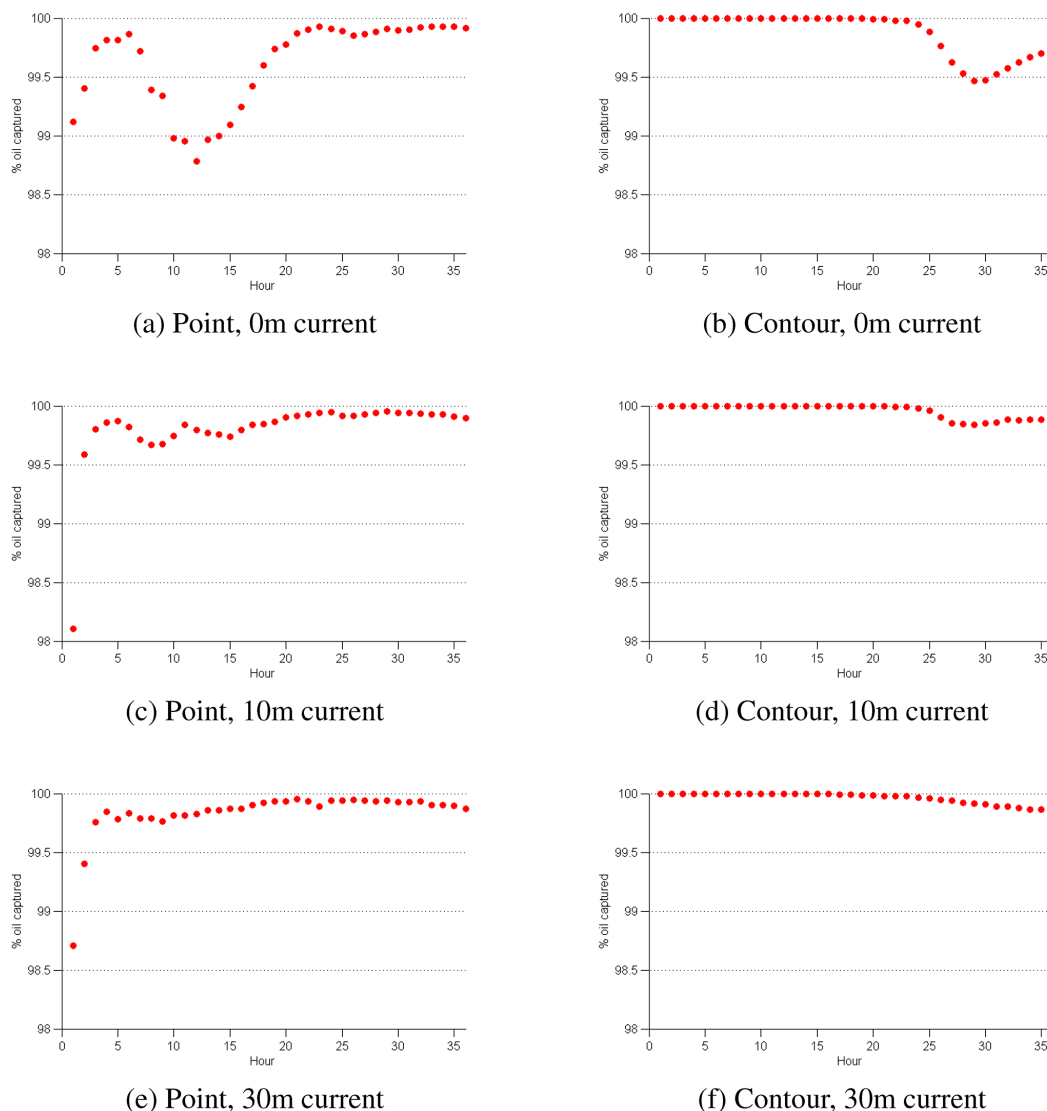 100
99.5
99
98.5
98
% oil captured
0 5 10 15 20 25 30 35
Hour
(a) Point, 0m current
100
99.5
99
98.5
98
% oil captured
0 5 10 15 20 25 30 35
Hour
(b) Contour, 0m current
100
99.5
99
98.5
98
% oil captured
0 5 10 15 20 25 30 35
Hour
(c) Point, 10m current
100
99.5
99
98.5
98
% oil captured
0 5 10 15 20 25 30 35
Hour
(d) Contour, 10m current
100
99.5
99
98.5
98
% oil captured
0 5 10 15 20 25 30 35
Hour
(e) Point, 30m current
100
99.5
99
98.5
98
% oil captured
0 5 10 15 20 25 30 35
Hour
(f) Contour, 30m current